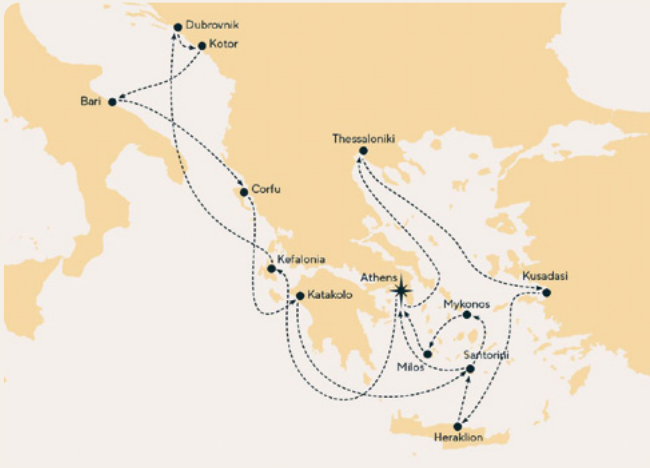 Dubrovnik
Kotor
Bari
Thessaloniki
Corfu
Kefalonia
Athens
Kusadasi
Katakolo
Mykonos
Milos
Santorini
Heraklion